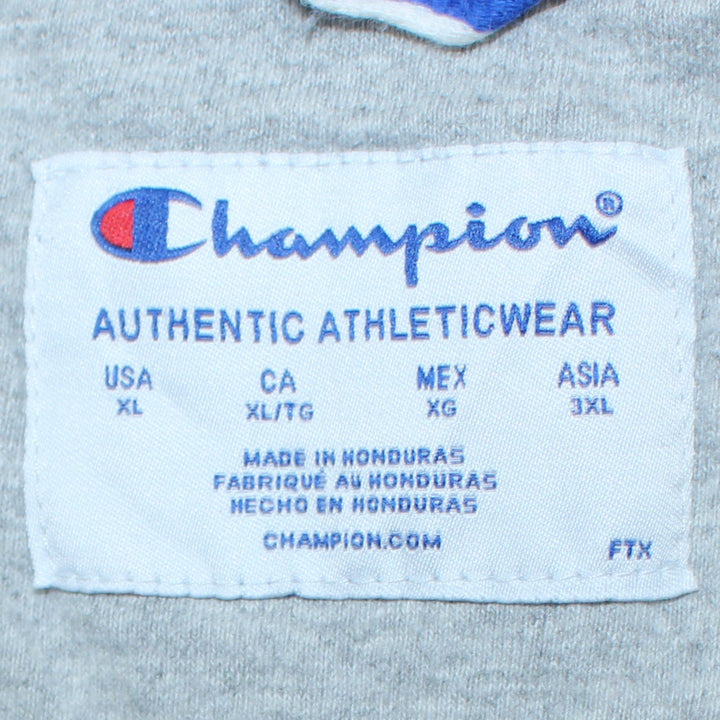 Champion®
AUTHENTIC ATHLETICWEAR
USA CA MEX ASIA
XL XL/TG XG 3XL
MADE IN HONDURAS
FABRIQUÉ AU HONDURAS
HECHO EN HONDURAS
CHAMPION.COM
FTX